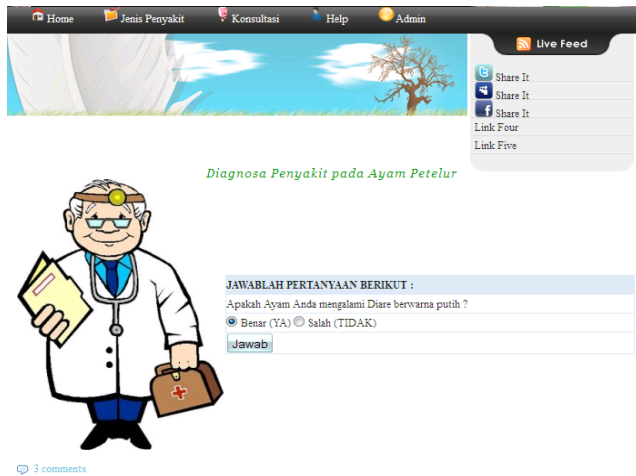 Home Jenis Penyakit Konsultasi Help Admin
Live Feed
Share It
Share It
Share It
Link Four
Link Five
Diagnosa Penyakit pada Ayam Petelur
JAWABLAH PERTANYAAN BERIKUT :
Apakah Ayam Anda mengalami Diare berwarna putih ?
Benar (YA) Salah (TIDAK)
Jawab
3 comments